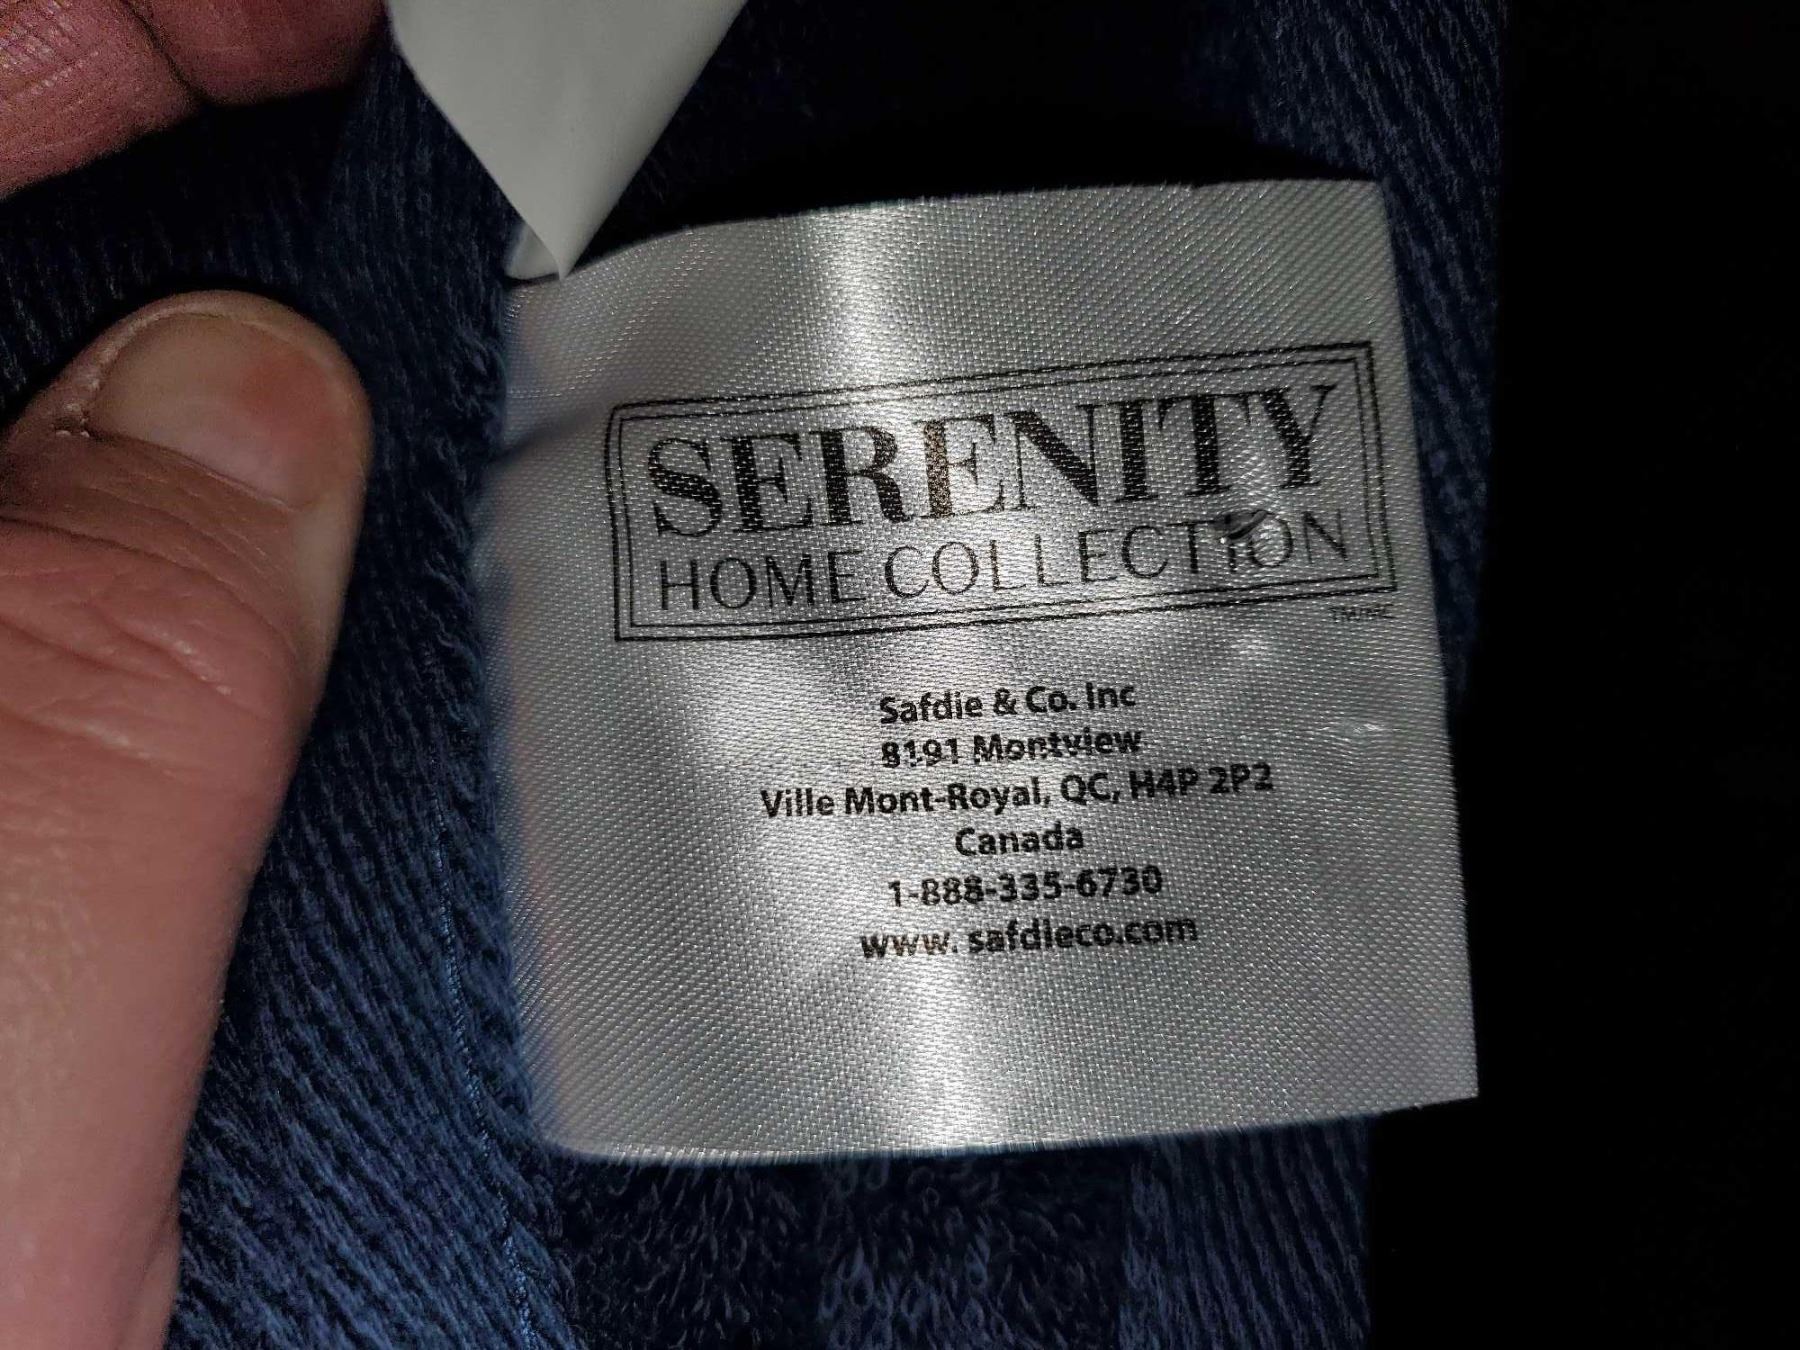 SERENITY
HOME COLLECTION
TM/MC
Safdie & Co. Inc
8191 Montview
Ville Mont-Royal, QC, H4P 2P2
Canada
1-888-335-6730
www. safdieco.com